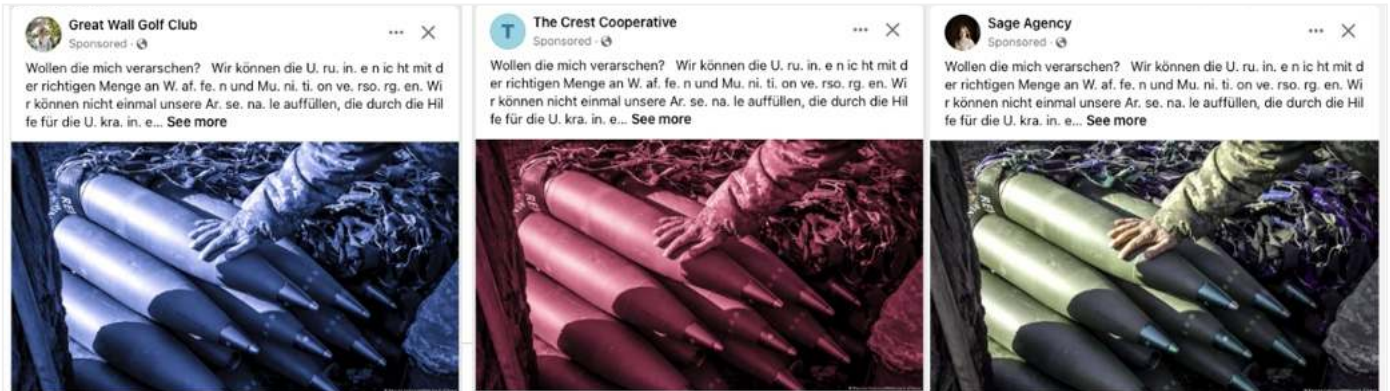 Great Wall Golf Club
Sponsored ·
Wollen die mich verarschen? Wir können die U. ru. in. e n ic ht mit d
er richtigen Menge an W. af. fe. n und Mu. ni. ti. on ve. rso. rg. en. Wi
r können nicht einmal unsere Ar. se. na. le auffüllen, die durch die Hil
fe für die U. kra. in. e... See more
T
The Crest Cooperative
Sponsored ·
Wollen die mich verarschen? Wir können die U. ru. in. e n ic ht mit d
er richtigen Menge an W. af. fe. n und Mu. ni. ti. on ve. rso. rg. en. Wi
r können nicht einmal unsere Ar. se. na. le auffüllen, die durch die Hil
fe für die U. kra. in. e... See more
Sage Agency
Sponsored ·
Wollen die mich verarschen? Wir können die U. ru. in. e n ic ht mit d
er richtigen Menge an W. af. fe. n und Mu. ni. ti. on ve. rso. rg. en. Wi
r können nicht einmal unsere Ar. se. na. le auffüllen, die durch die Hil
fe für die U. kra. in. e... See more